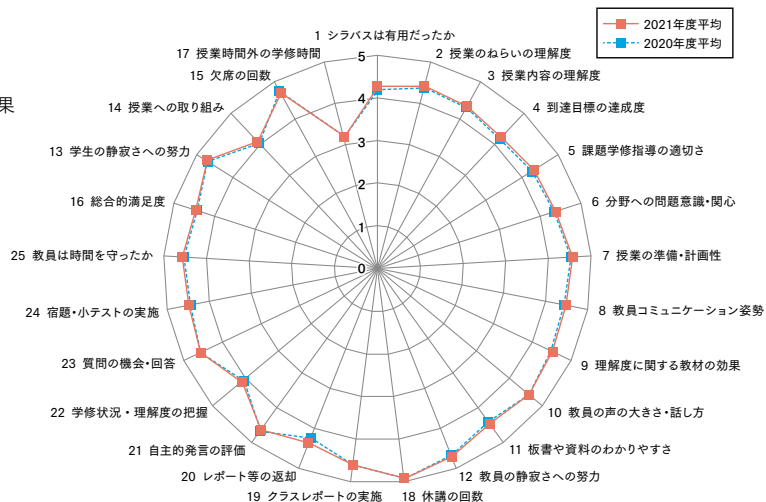 2021年度平均
2020年度平均
果
1 シラバスは有用だったか
2 授業のねらいの理解度
3 授業内容の理解度
4 到達目標の達成度
5 課題学修指導の適切さ
6 分野への問題意識・関心
7 授業の準備・計画性
8 教員コミュニケーション姿勢
9 理解度に関する教材の効果
10 教員の声の大きさ・話し方
11 板書や資料のわかりやすさ
12 教員の静寂さへの努力
18 休講の回数
19 クラスレポートの実施
20 レポート等の返却
21 自主的発言の評価
22 学修状況・理解度の把握
23 質問の機会・回答
24 宿題・小テストの実施
25 教員は時間を守ったか
16 総合的満足度
13 学生の静寂さへの努力
14 授業への取り組み
15 欠席の回数
17 授業時間外の学修時間
5
4
3
2
1
0